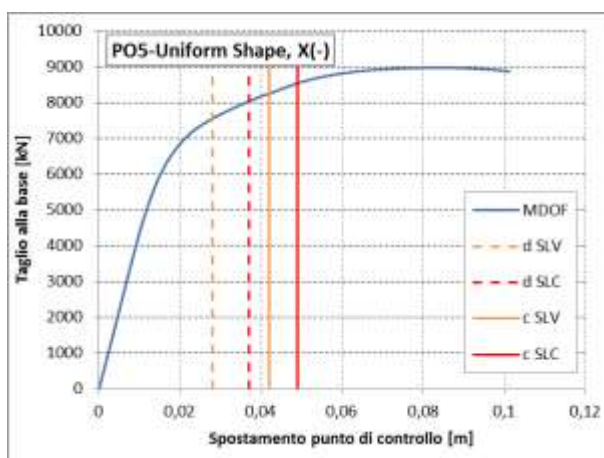 PO5-Uniform Shape, X(-)
Taglio alla base [kN]
10000
9000
8000
7000
6000
5000
4000
3000
2000
1000
0
MDOF
d SLV
d SLC
c SLV
c SLC
0
0,02
0,04
0,06
0,08
0,1
0,12
Spostamento punto di controllo [m]